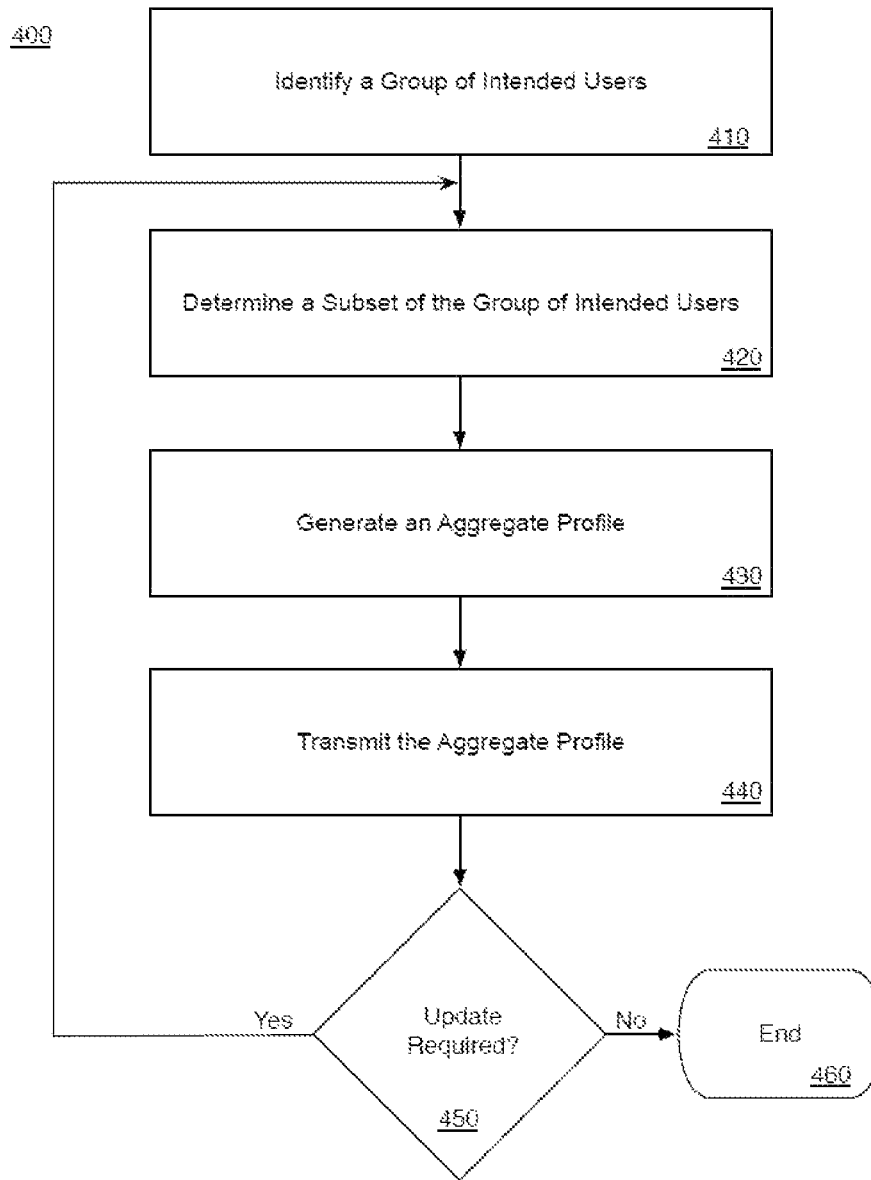 400
Identify a Group of Intended Users
410
Determine a Subset of the Group of Intended Users
420
Generate an Aggregate Profile
430
Transmit the Aggregate Profile
440
Yes
Update
Required?
450
No
End
460